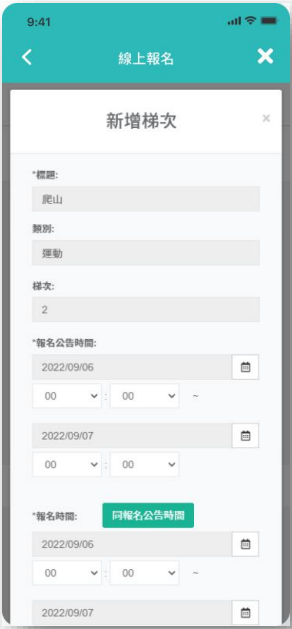 9:41
線上報名
新增梯次
×
*標題:
爬山
類別:
運動
梯次:
2
*報名公告時間:
2022/09/06
00 : 00 ~
2022/09/07
00 : 00
*報名時間: 同報名公告時間
2022/09/06
00 : 00 ~
2022/09/07